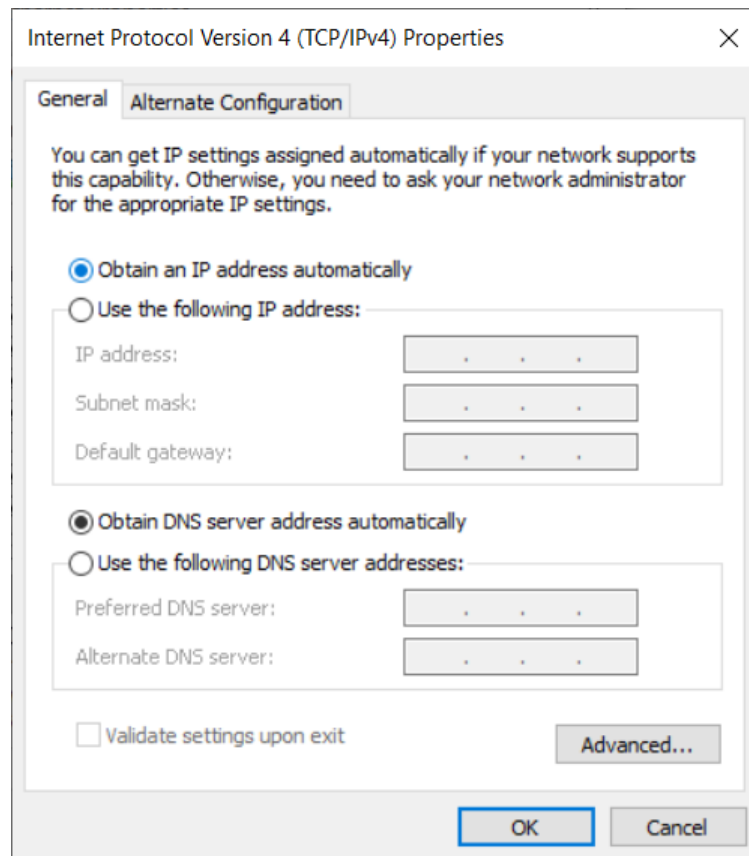 Internet Protocol Version 4 (TCP/IPv4) Properties
General
Alternate Configuration
You can get IP settings assigned automatically if your network supports
this capability. Otherwise, you need to ask your network administrator
for the appropriate IP settings.
Obtain an IP address automatically
Use the following IP address:
IP address:
Subnet mask:
Default gateway:
Obtain DNS server address automatically
Use the following DNS server addresses:
Preferred DNS server:
Alternate DNS server:
Validate settings upon exit
Advanced...
OK
Cancel